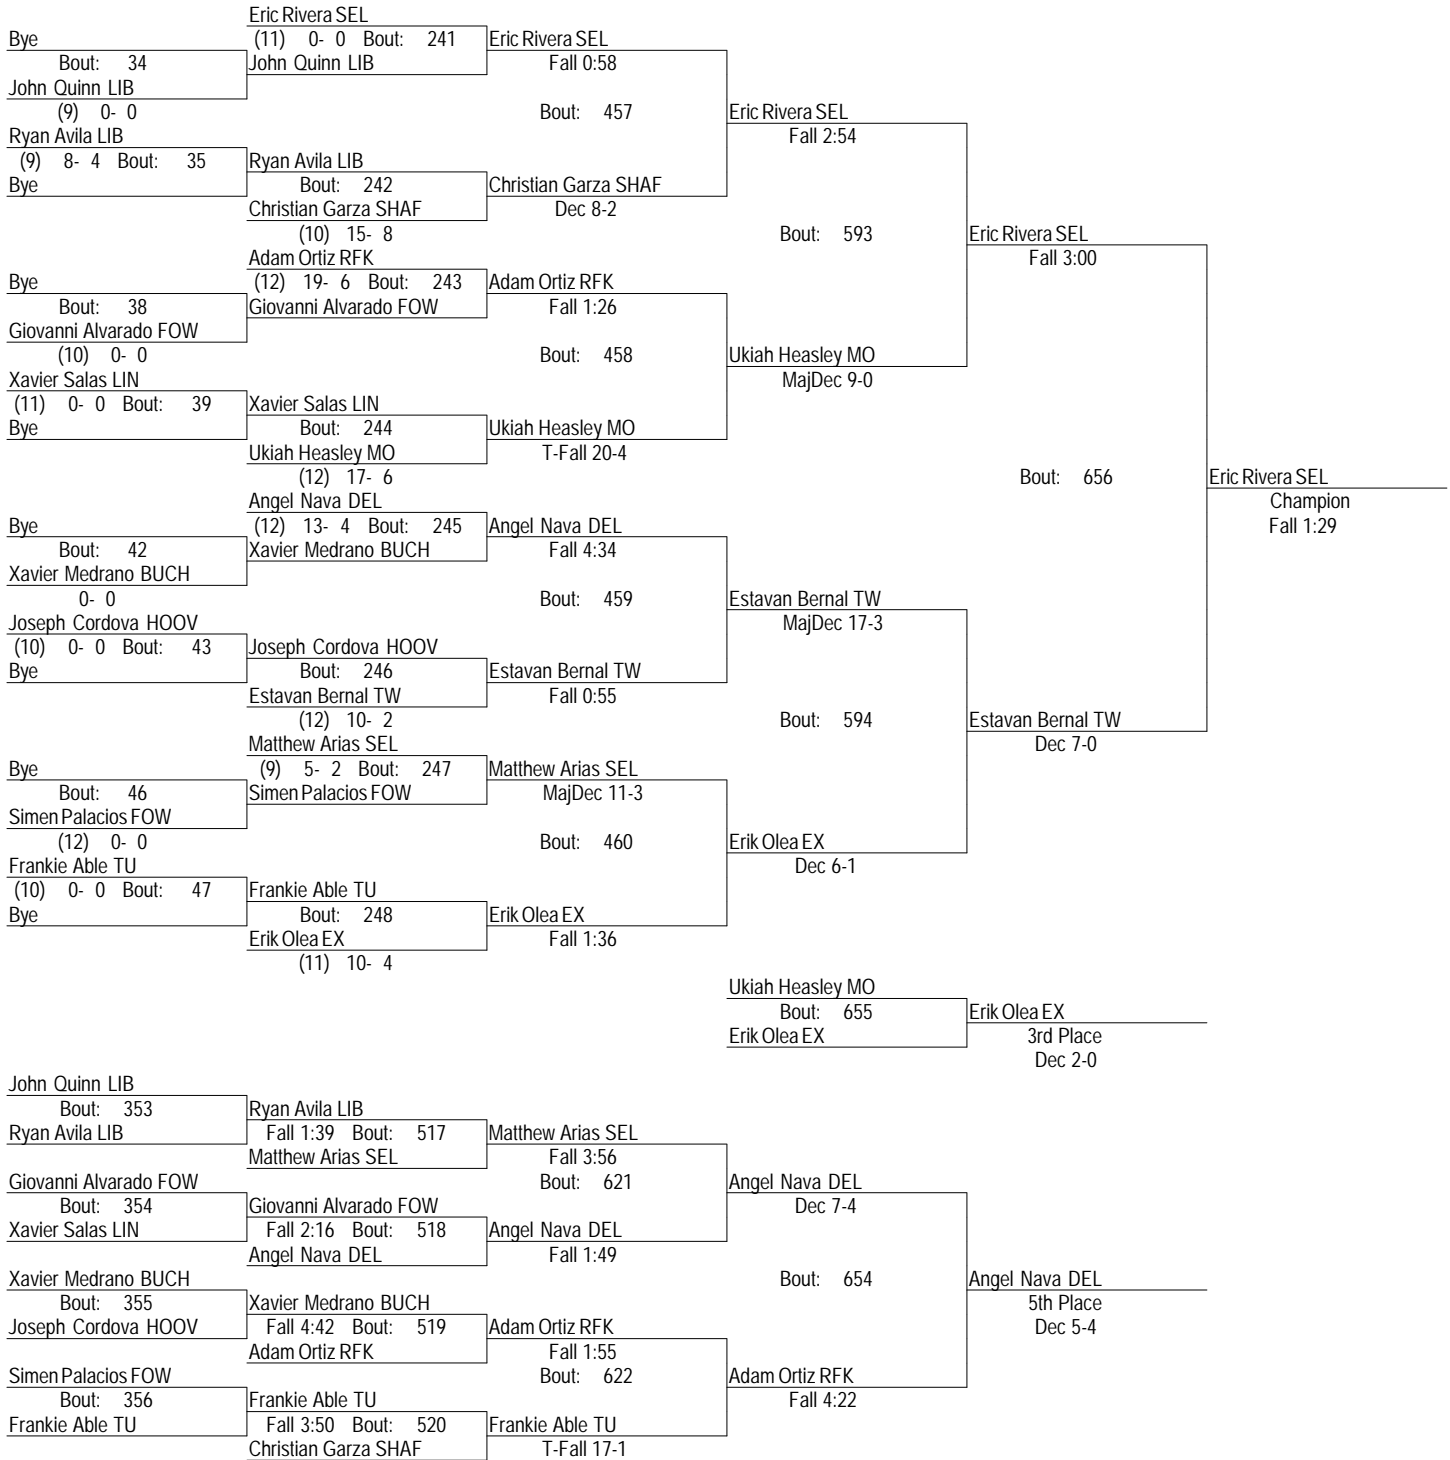 Eric Rivera SEL
Bye
(11) 0- 0 Bout: 241
Eric Rivera SEL
Bout: 34
John Quinn LIB
Fall 0:58
John Quinn LIB
(9) 0- 0
Bout: 457
Eric Rivera SEL
Ryan Avila LIB
Fall 2:54
(9) 8- 4 Bout: 35
Ryan Avila LIB
Bye
Bout: 242
Christian Garza SHAF
Christian Garza SHAF
Dec 8-2
(10) 15- 8
Bout: 593
Eric Rivera SEL
Adam Ortiz RFK
Fall 3:00
Bye
(12) 19- 6 Bout: 243
Adam Ortiz RFK
Bout: 38
Giovanni Alvarado FOW
Fall 1:26
Giovanni Alvarado FOW
(10) 0- 0
Bout: 458
Ukiah Heasley MO
Xavier Salas LIN
MajDec 9-0
(11) 0- 0 Bout: 39
Xavier Salas LIN
Bye
Bout: 244
Ukiah Heasley MO
Ukiah Heasley MO
T-Fall 20-4
(12) 17- 6
Bout: 656
Eric Rivera SEL
Angel Nava DEL
Champion
Bye
(12) 13- 4 Bout: 245
Angel Nava DEL
Fall 1:29
Bout: 42
Xavier Medrano BUCH
Fall 4:34
Xavier Medrano BUCH
0- 0
Bout: 459
Estavan Bernal TW
Joseph Cordova HOOV
MajDec 17-3
(10) 0- 0 Bout: 43
Joseph Cordova HOOV
Bye
Bout: 246
Estavan Bernal TW
Estavan Bernal TW
Fall 0:55
(12) 10- 2
Bout: 594
Estavan Bernal TW
Matthew Arias SEL
Dec 7-0
Bye
(9) 5- 2 Bout: 247
Matthew Arias SEL
Bout: 46
Simen Palacios FOW
MajDec 11-3
Simen Palacios FOW
(12) 0- 0
Bout: 460
Erik Olea EX
Frankie Able TU
Dec 6-1
(10) 0- 0 Bout: 47
Frankie Able TU
Bye
Bout: 248
Erik Olea EX
Erik Olea EX
Fall 1:36
(11) 10- 4
Ukiah Heasley MO
Bout: 655
Erik Olea EX
Erik Olea EX
3rd Place
Dec 2-0
John Quinn LIB
Bout: 353
Ryan Avila LIB
Ryan Avila LIB
Fall 1:39 Bout: 517
Matthew Arias SEL
Matthew Arias SEL
Fall 3:56
Giovanni Alvarado FOW
Bout: 621
Angel Nava DEL
Bout: 354
Giovanni Alvarado FOW
Dec 7-4
Xavier Salas LIN
Fall 2:16 Bout: 518
Angel Nava DEL
Angel Nava DEL
Fall 1:49
Xavier Medrano BUCH
Bout: 654
Angel Nava DEL
Bout: 355
Xavier Medrano BUCH
5th Place
Joseph Cordova HOOV
Fall 4:42 Bout: 519
Adam Ortiz RFK
Dec 5-4
Adam Ortiz RFK
Fall 1:55
Simen Palacios FOW
Bout: 622
Adam Ortiz RFK
Bout: 356
Frankie Able TU
Fall 4:22
Frankie Able TU
Fall 3:50 Bout: 520
Frankie Able TU
Christian Garza SHAF
T-Fall 17-1